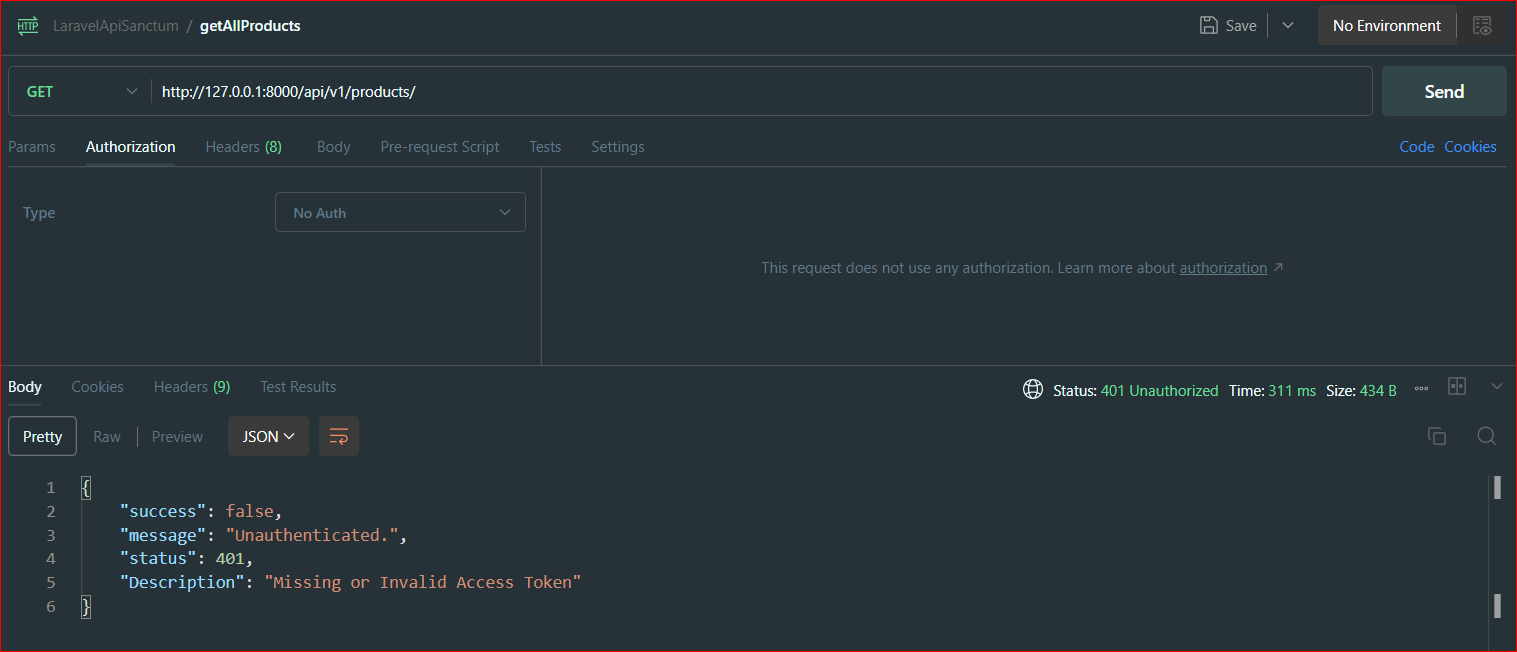 HTTP LaravelApiSanctum / getAllProducts Save No Environment
GET http://127.0.0.1:8000/api/v1/products/ Send
Params Authorization Headers (8) Body Pre-request Script Tests Settings Code Cookies
Type No Auth
This request does not use any authorization. Learn more about authorization ↗
Body Cookies Headers (9) Test Results Status: 401 Unauthorized Time: 311 ms Size: 434 B
Pretty Raw Preview JSON
1 {
2 "success": false,
3 "message": "Unauthenticated.",
4 "status": 401,
5 "Description": "Missing or Invalid Access Token"
6 }